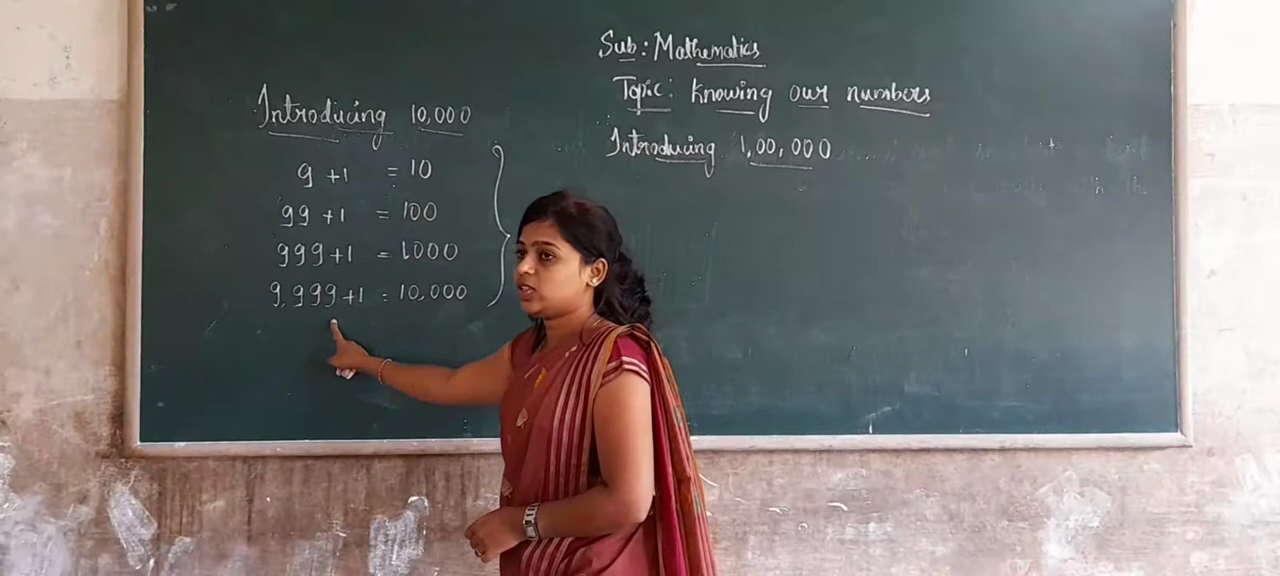 Sub: Mathematics
Topic: Knowing our numbers
Introducing 1,00,000
Introducing 10,000
9 +1 = 10
99 +1 = 100
999+1 = 1000
9,999+1 = 10,000